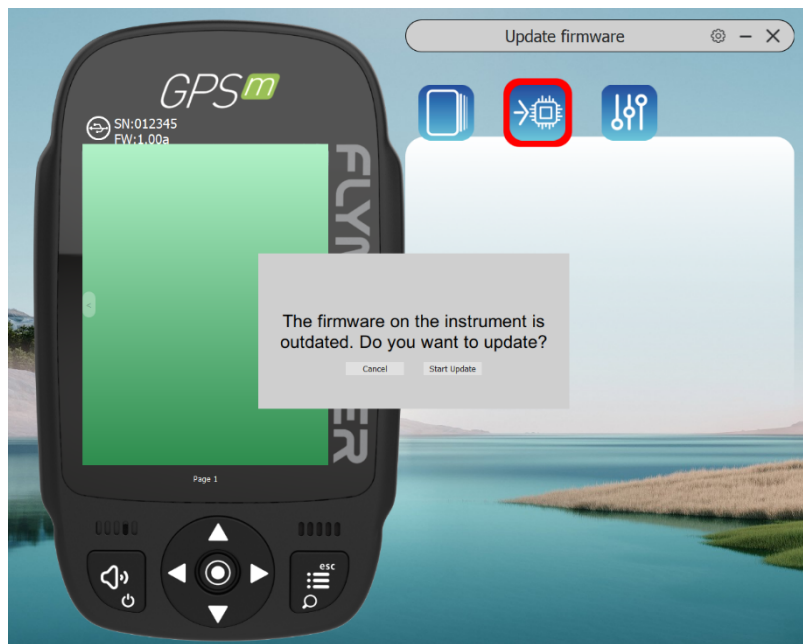 Update firmware
GPSm
SN:012345
FW:1.00a
The firmware on the instrument is
outdated. Do you want to update?
Cancel
Start Update
Page 1
esc